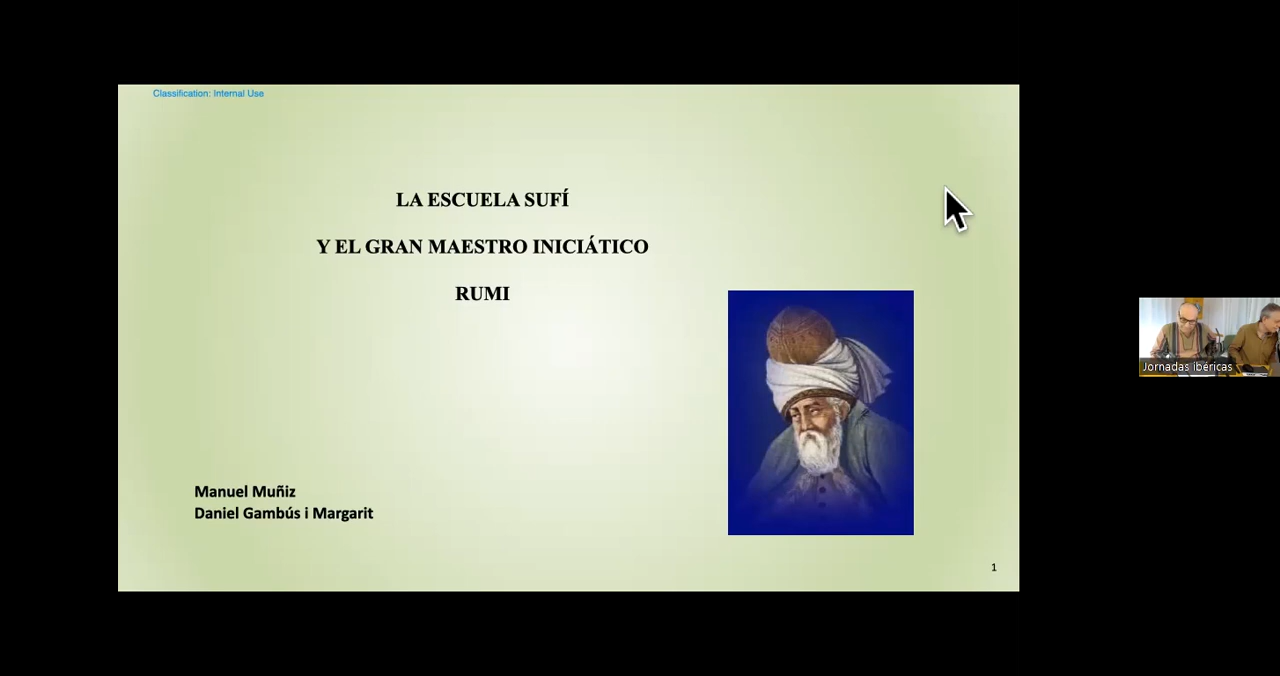 Classification: Internal Use
LA ESCUELA SUFÍ
Y EL GRAN MAESTRO INICIÁTICO
RUMI
Manuel Muñiz
Daniel Gambús i Margarit
1
Jornadas ibéricas